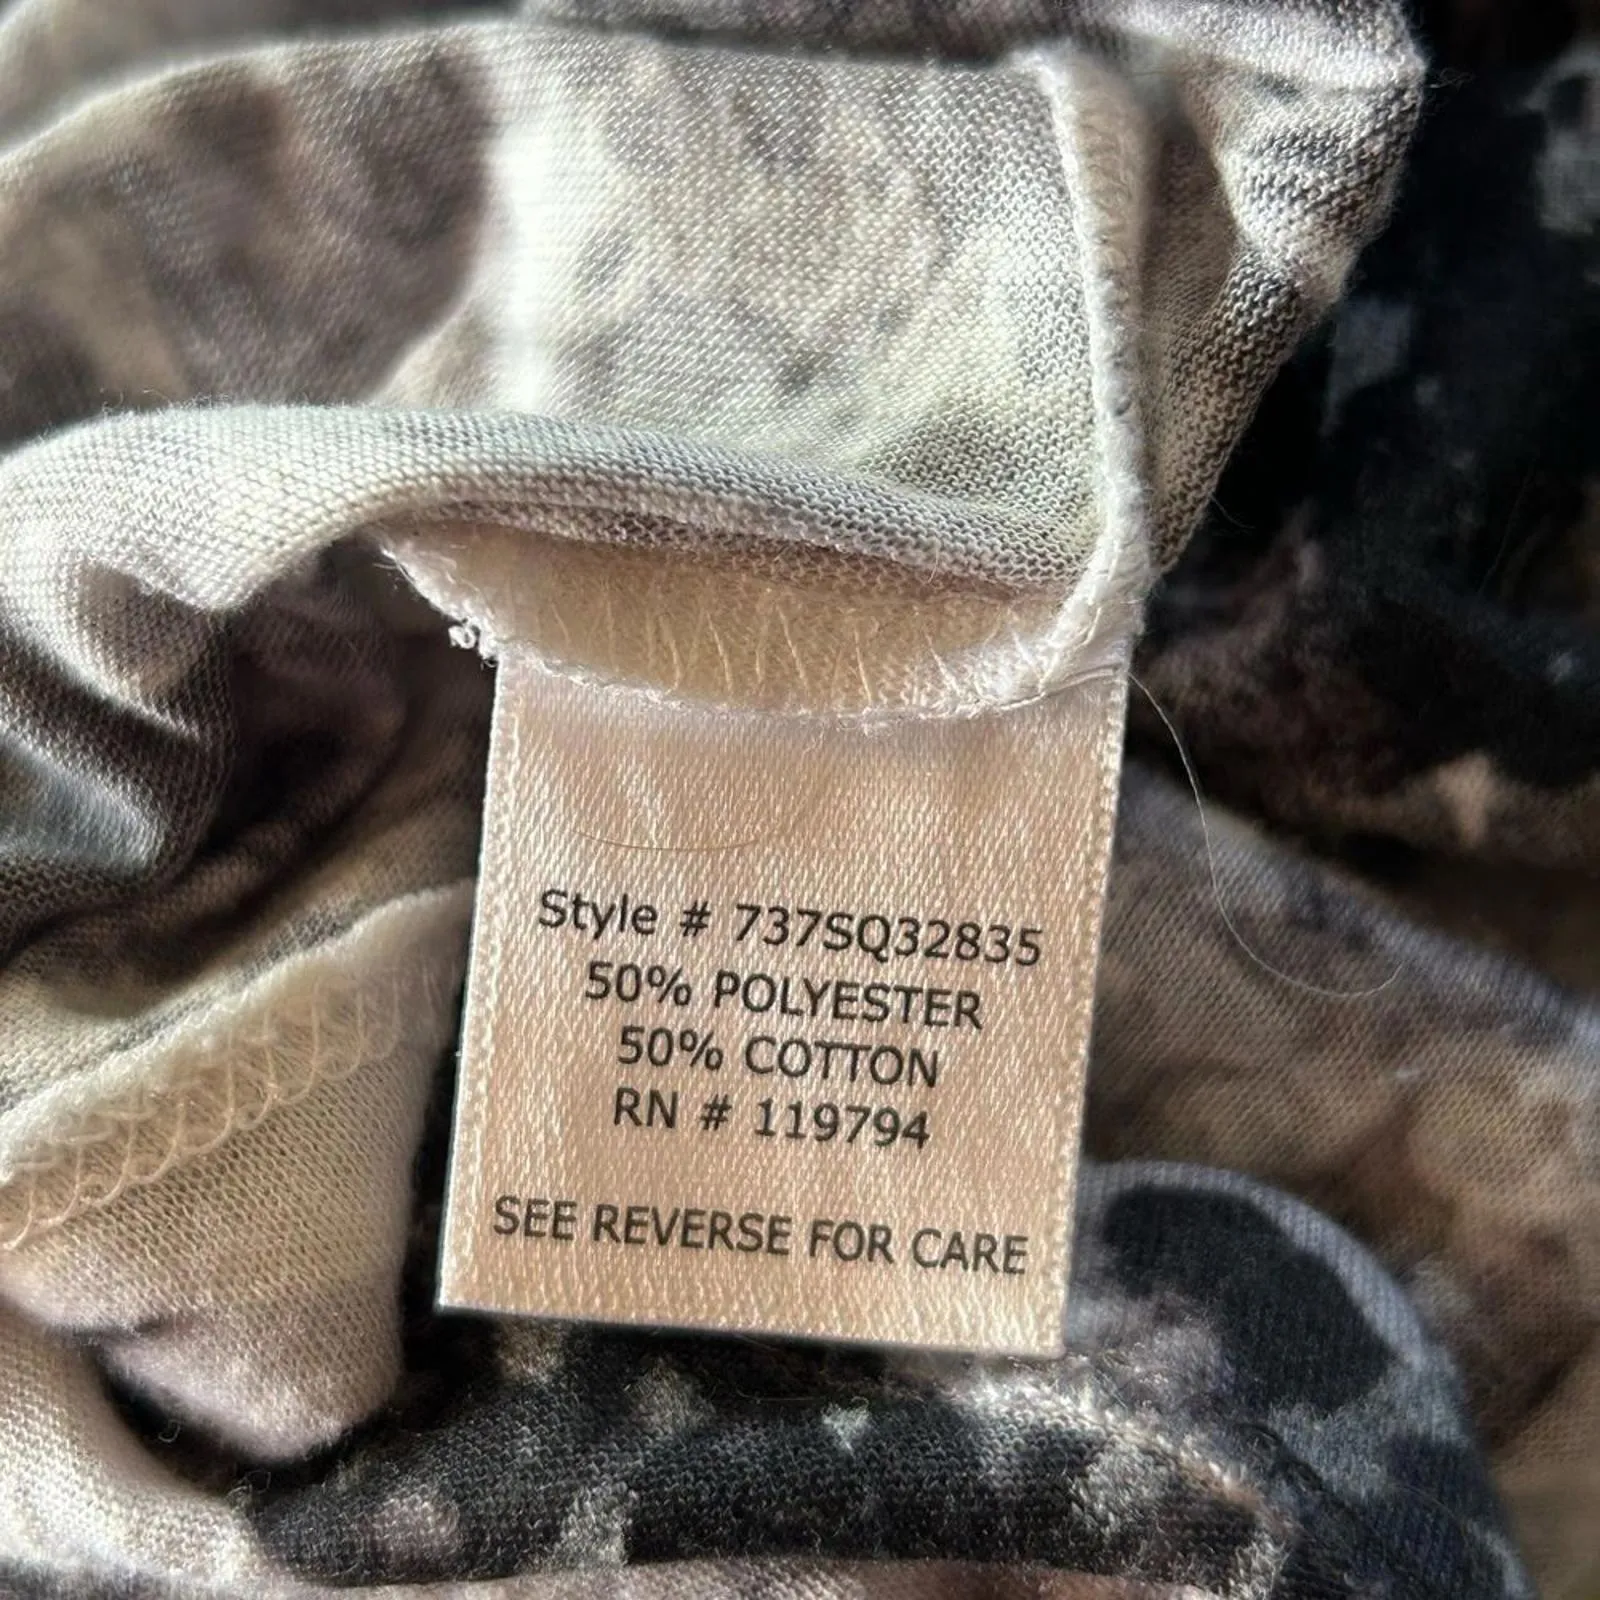 Style # 737SQ32835
50% POLYESTER
50% COTTON
RN # 119794
SEE REVERSE FOR CARE